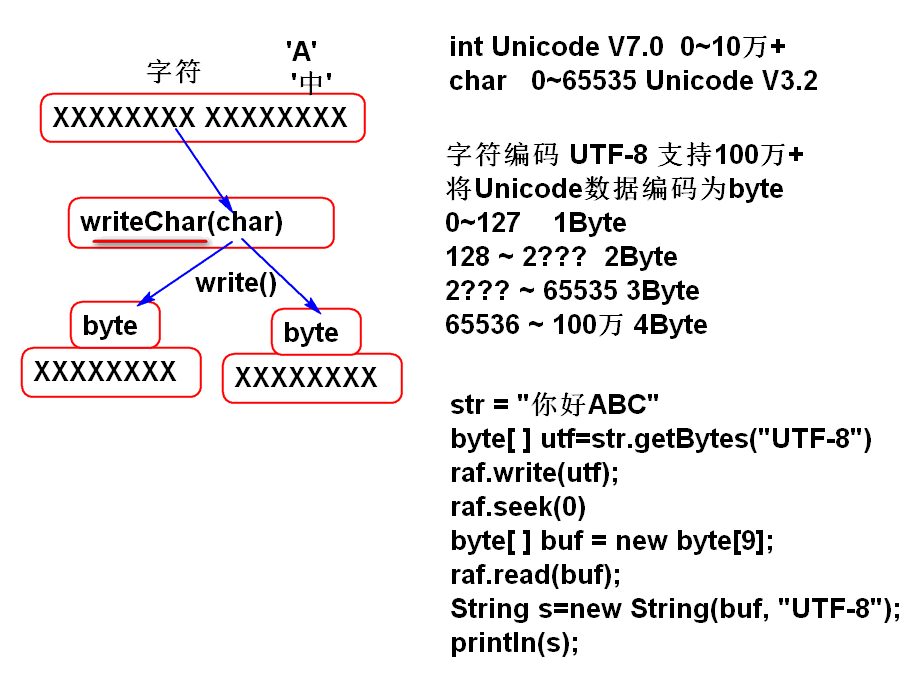 'A'
字符 '中'
XXXXXXXX XXXXXXXX
writeChar(char)
write()
byte byte
XXXXXXXX
XXXXXXXX
int Unicode V7.0 0~10万+
char 0~65535 Unicode V3.2
字符编码 UTF-8 支持100万+
将Unicode数据编码为byte
0~127 1Byte
128 ~ 2??? 2Byte
2??? ~ 65535 3Byte
65536 ~ 100万 4Byte
str = "你好ABC"
byte[ ] utf=str.getBytes("UTF-8")
raf.write(utf);
raf.seek(0)
byte[ ] buf = new byte[9];
raf.read(buf);
String s=new String(buf, "UTF-8");
println(s);